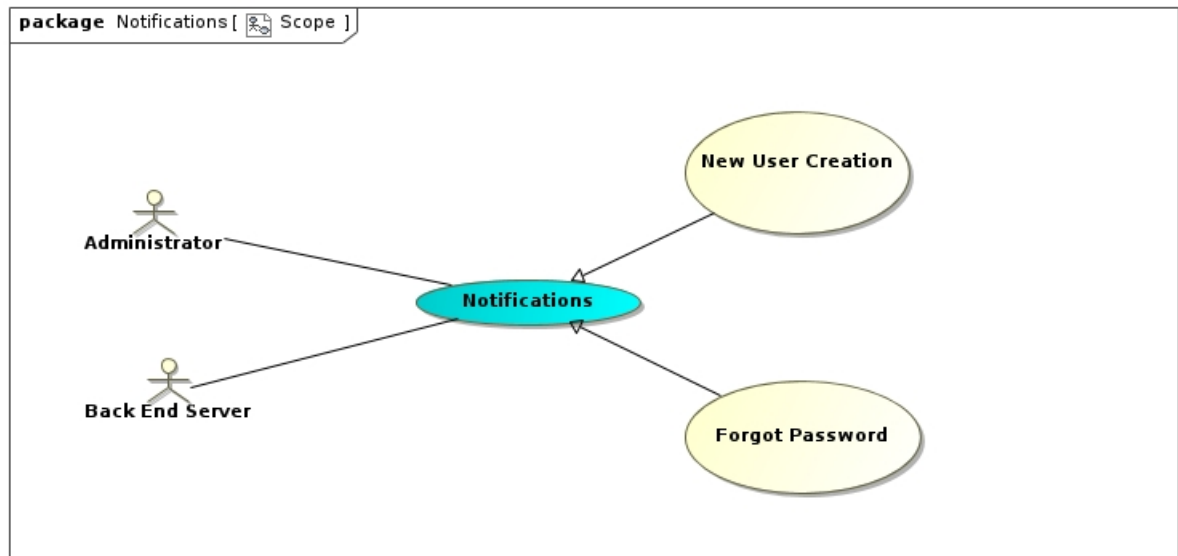 package Notifications [ Scope ]
New User Creation
Administrator
Notifications
Back End Server
Forgot Password